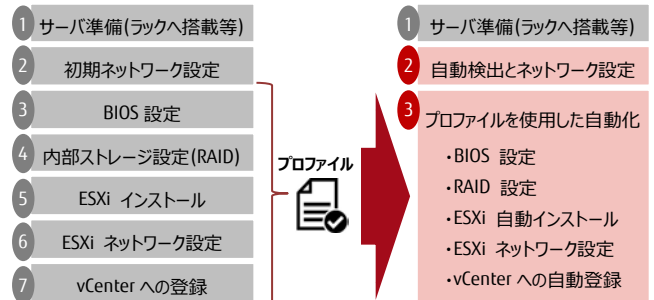 1 サーバ準備(ラックへ搭載等)
2 初期ネットワーク設定
3 BIOS 設定
4 内部ストレージ設定(RAID)
5 ESXi インストール
6 ESXi ネットワーク設定
7 vCenter への登録
プロファイル
1 サーバ準備(ラックへ搭載等)
2 自動検出とネットワーク設定
3 プロファイルを使用した自動化
・BIOS 設定
・RAID 設定
・ESXi 自動インストール
・ESXi ネットワーク設定
・vCenter への自動登録